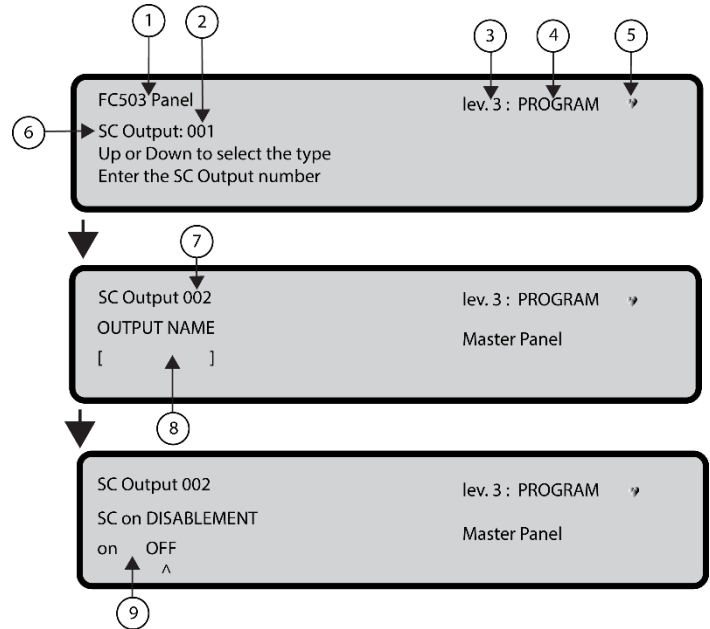 1 2 3 4 5
FC503 Panel lev. 3 : PROGRAM
6 SC Output: 001
Up or Down to select the type
Enter the SC Output number
7
SC Output 002 lev. 3 : PROGRAM
OUTPUT NAME Master Panel
[ ]
8
SC Output 002 lev. 3 : PROGRAM
SC on DISABLEMENT Master Panel
on OFF
^
9